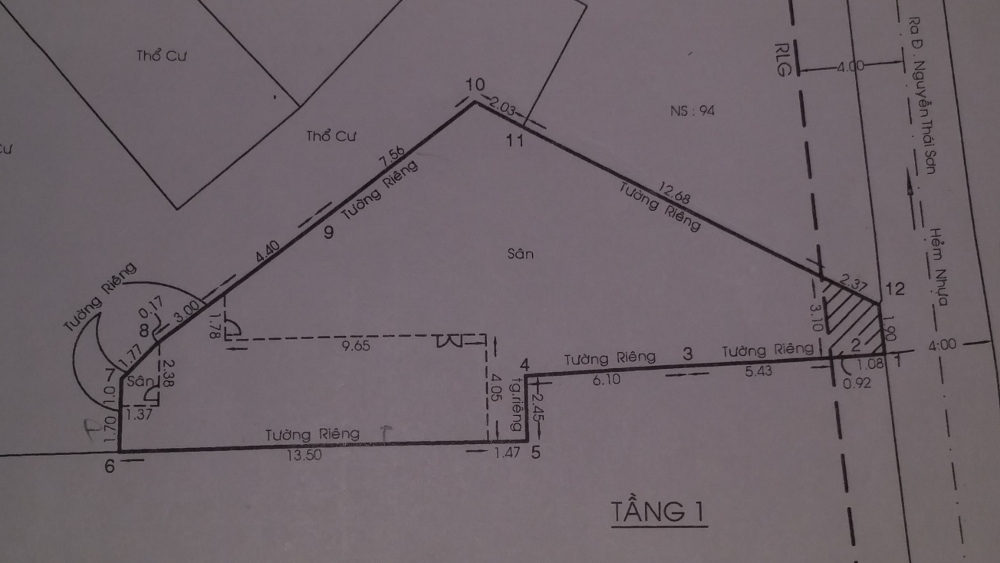 Thổ Cư
RLG
4.00
Ra Đ. Nguyễn Thái Sơn
10
2.03
11
Thổ Cư
NS : 94
7.56
Tường Riêng
9
12.68
Tường Riêng
4.40
Sân
Hẻm Nhựa
Tường Riêng
0.17
3.00
8
1.78
2.37
12
3.10
1.90
9.65
1.77
7
Sân
2.38
1.0
1.37
1.70
4.05
4
tg.riêng
2.45
Tường Riêng
6.10
3
Tường Riêng
5.43
2
1.08
1
0.92
4.00
6
Tường Riêng
13.50
1.47
5
TẦNG 1